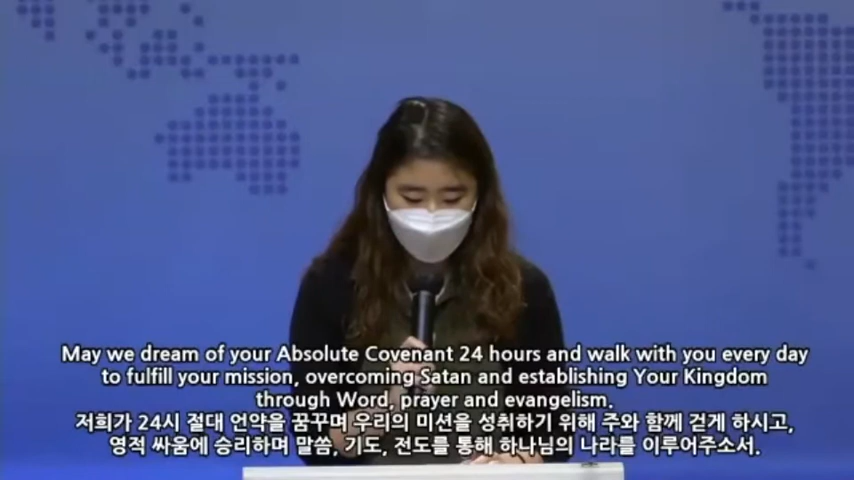 May we dream of your Absolute Covenant 24 hours and walk with you every day
to fulfill your mission, overcoming Satan and establishing Your Kingdom
through Word, prayer and evangelism.
저희가 24시 절대 언약을 꿈꾸며 우리의 미션을 성취하기 위해 주와 함께 걷게 하시고,
영적 싸움에 승리하며 말씀, 기도, 전도를 통해 하나님의 나라를 이루어주소서.